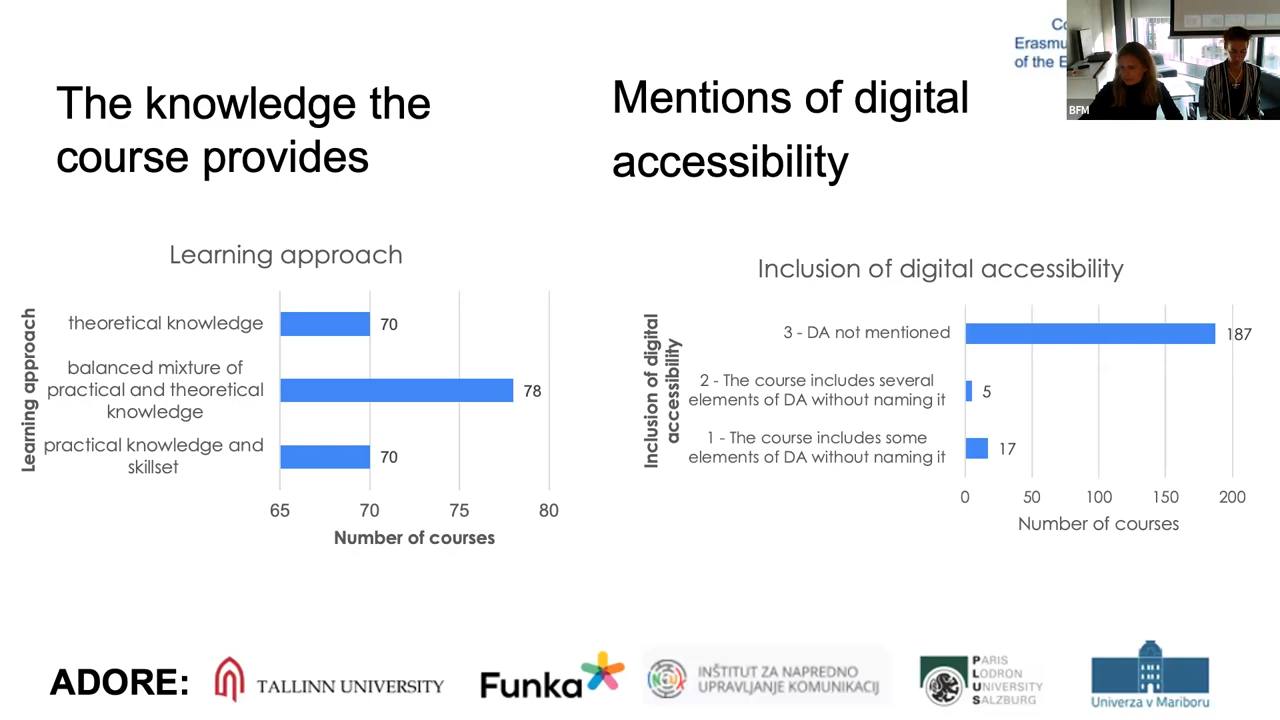 The knowledge the
course provides
Mentions of digital
accessibility
Erasmu
of the E
BFM
Learning approach
Learning approach
theoretical knowledge
balanced mixture of
practical and theoretical
knowledge
practical knowledge and
skillset
70
78
70
65 70 75 80
Number of courses
Inclusion of digital accessibility
Inclusion of digital
accessibility
3 - DA not mentioned
2 - The course includes several
elements of DA without naming it
1 - The course includes some
elements of DA without naming it
187
5
17
0 50 100 150 200
Number of courses
ADORE:
TALLINN UNIVERSITY
Funka
INŠTITUT ZA NAPREDNO
UPRAVLJANJE KOMUNIKACIJ
PARIS
LODRON
UNIVERSITY
SALZBURG
Univerza v Mariboru